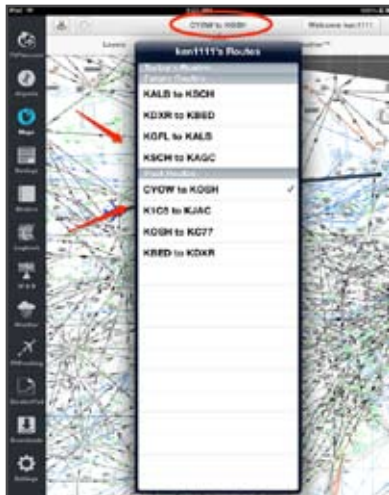 CYOW to KOSH
Welcome ken1111
Layers
ken1111's Routes
Today's Routes
Future Routes
KALB to KSCH
KDXR to KBED
KGFL to KALB
KSCH to KAGC
Past Routes
CYOW to KOSH ✓
K1C5 to KJAC
KOSH to KC77
KBED to KDXR
Airports
Maps
Binders
Logbook
W & B
Weather
Downloads
Settings